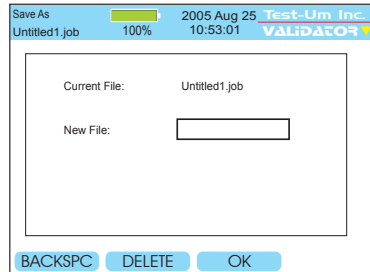 Save As 2005 Aug 25 Test-Um Inc.
Untitled1.job 100% 10:53:01 VALIDATOR
Current File: Untitled1.job
New File:
BACKSPC DELETE OK